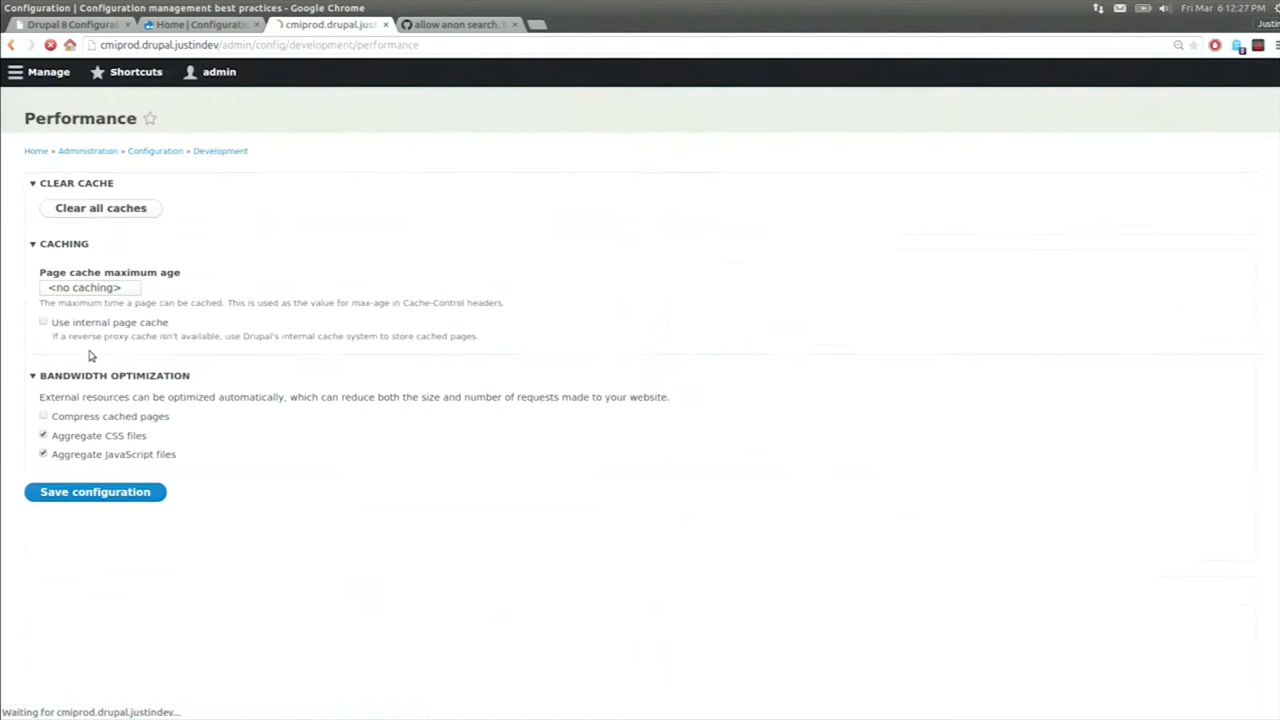 Configuration | Configuration management best practices - Google Chrome
Fri Mar 6 12:27 PM
Drupal 8 Configurat
Home | Configuration
cmiprod.drupal.justind
allow anon search.
cmiprod.drupal.justindev/admin/config/development/performance
Manage
Shortcuts
admin
Performance
Home » Administration » Configuration » Development
CLEAR CACHE
Clear all caches
CACHING
Page cache maximum age
<no caching>
The maximum time a page can be cached. This is used as the value for max-age in Cache-Control headers.
Use internal page cache
If a reverse proxy cache isn't available, use Drupal's internal cache system to store cached pages.
BANDWIDTH OPTIMIZATION
External resources can be optimized automatically, which can reduce both the size and number of requests made to your website.
Compress cached pages
Aggregate CSS files
Aggregate JavaScript files
Save configuration
Waiting for cmiprod.drupal.justindev...